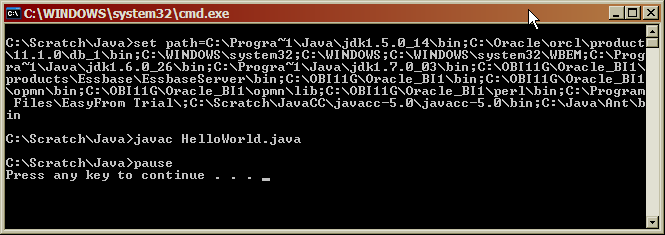 C:\WINDOWS\system32\cmd.exe
C:\Scratch\Java>set path=C:\Progra~1\Java\jdk1.5.0_14\bin;C:\Oracle\orcl\product
\11.1.0\db_1\bin;C:\WINDOWS\system32;C:\WINDOWS;C:\WINDOWS\system32\WBEM;C:\Prog
ra~1\Java\jdk1.6.0_26\bin;C:\Progra~1\Java\jdk1.7.0_03\bin;C:\OBI11G\Oracle_BI1\
products\Essbase\EssbaseServer\bin;C:\OBI11G\Oracle_BI1\bin;C:\OBI11G\Oracle_BI1
\opmn\bin;C:\OBI11G\Oracle_BI1\opmn\lib;C:\OBI11G\Oracle_BI1\perl\bin;C:\Program
 Files\EasyFrom Trial\;C:\Scratch\JavaCC\javacc-5.0\javacc-5.0\bin;C:\Java\Ant\b
in
C:\Scratch\Java>javac HelloWorld.java
C:\Scratch\Java>pause
Press any key to continue . . . _